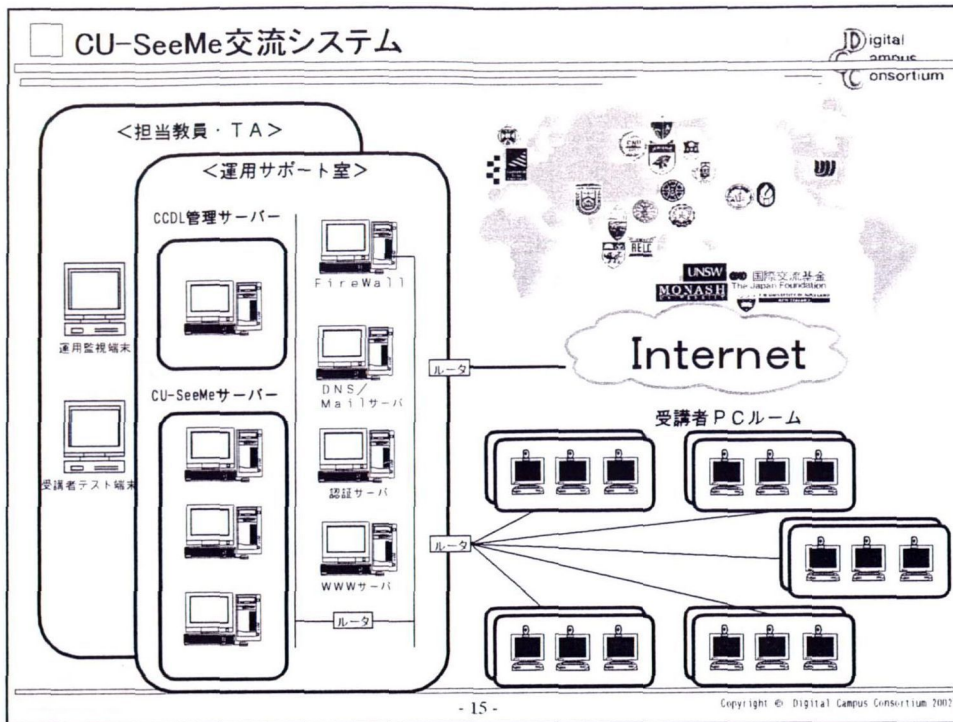 CU-SeeMe交流システム
Digital
Campus
Consortium
＜担当教員・ＴＡ＞
＜運用サポート室＞
CCDL管理サーバー
FireWall
運用監視端末
DNS／
Mailサーバ
CU-SeeMeサーバー
受講者テスト端末
認証サーバ
WWWサーバ
ルータ
ルータ
ルータ
RELC
UNSW
国際交流基金
The Japan Foundation
MONASH
Internet
受講者ＰＣルーム
- 15 -
Copyright © Digital Campus Consortium 2002